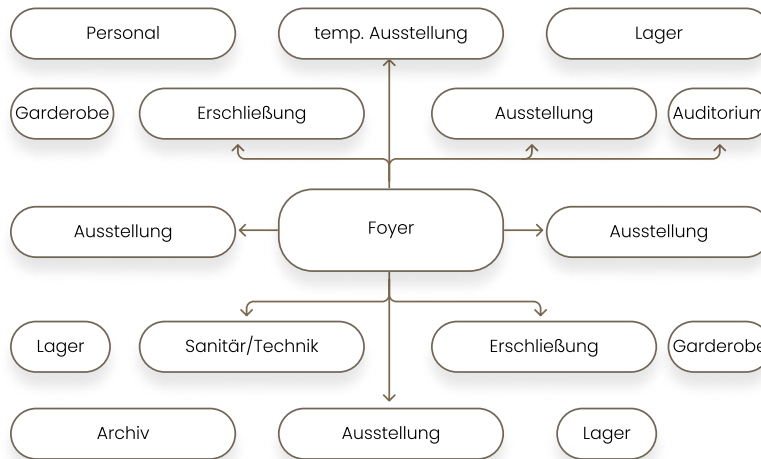 Personal
temp. Ausstellung
Lager
Garderobe
Erschließung
Ausstellung
Auditorium
Ausstellung
Foyer
Ausstellung
Lager
Sanitär/Technik
Erschließung
Garderobe
Archiv
Ausstellung
Lager